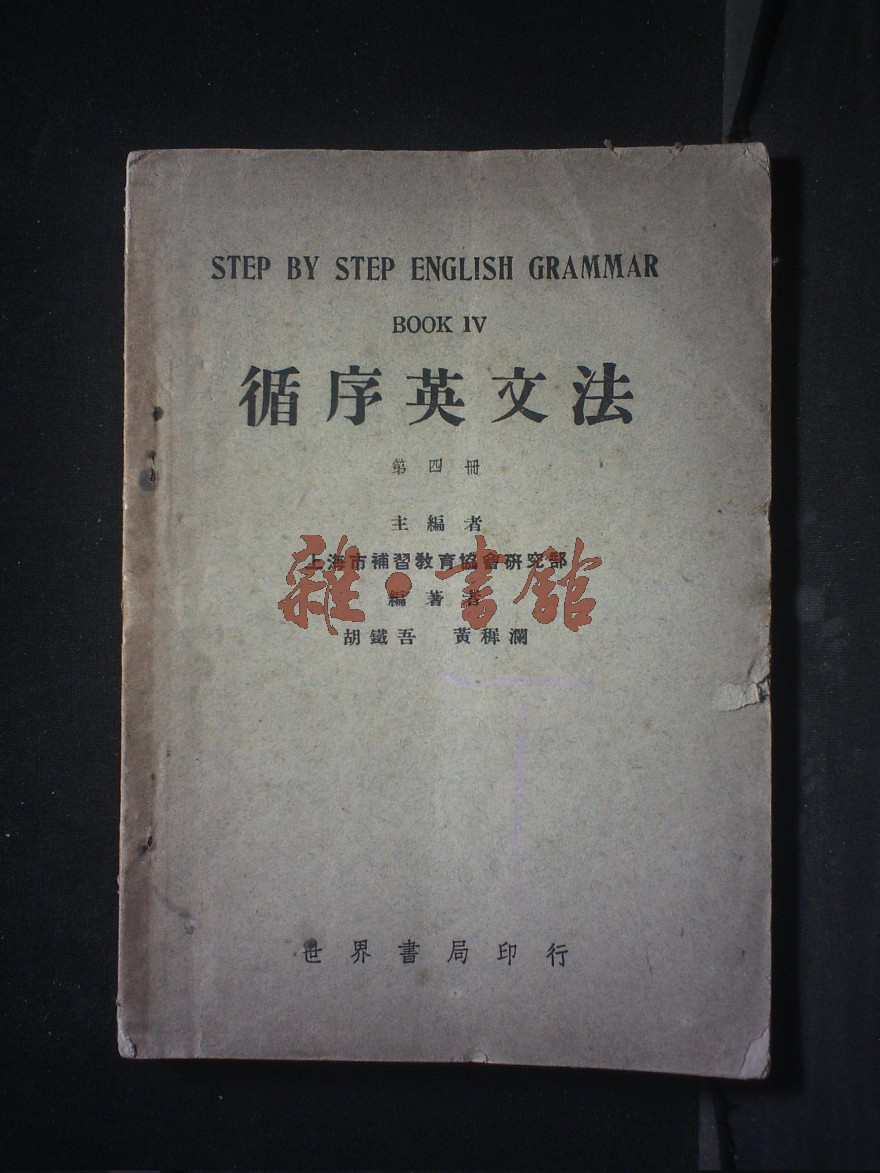 STEP BY STEP ENGLISH GRAMMAR
BOOK IV
循序英文法
第四冊
主編者
上海市補習教育協會研究部
編著者
胡鐵吾 黃穉瀾
世界書局印行
雜·書館